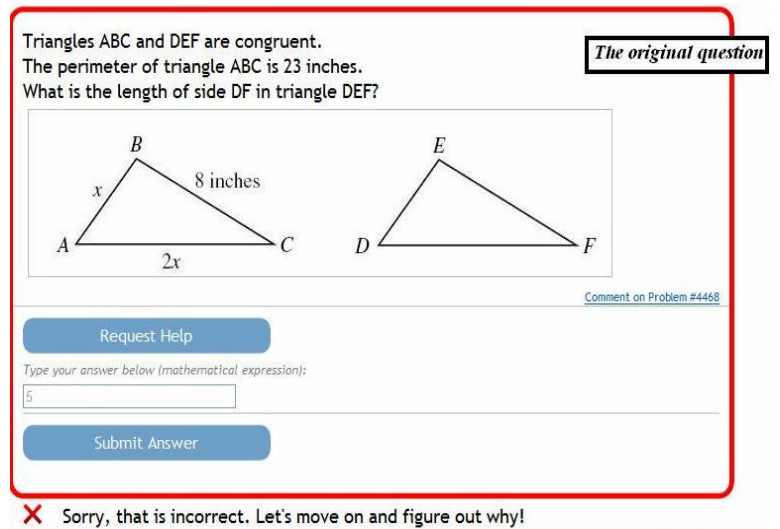 Triangles ABC and DEF are congruent.
The original question
The perimeter of triangle ABC is 23 inches.
What is the length of side DF in triangle DEF?
B
E
x
8 inches
A
C
D
F
2x
Comment on Problem #4468
Request Help
Type your answer below (mathematical expression):
5
Submit Answer
Sorry, that is incorrect. Let's move on and figure out why!